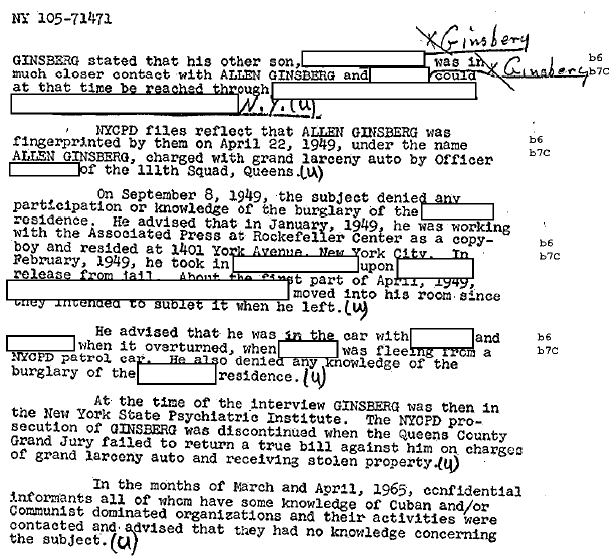 NY 105-71471
X Ginsberg
GINSBERG stated that his other son, was in b6
much closer contact with ALLEN GINSBERG and could X Ginsberg b7C
at that time be reached through
N.Y. (U)
NYCPD files reflect that ALLEN GINSBERG was
fingerprinted by them on April 22, 1949, under the name b6
ALLEN GINSBERG, charged with grand larceny auto by Officer b7C
of the 111th Squad, Queens. (U)
On September 8, 1949, the subject denied any
participation or knowledge of the burglary of the
residence. He advised that in January, 1949, he was working
with the Associated Press at Rockefeller Center as a copy-
boy and resided at 1401 York Avenue, New York City. In b6
February, 1949, he took in upon b7C
release from jail. About the first part of April, 1949,
moved into his room since
they intended to sublet it when he left. (U)
He advised that he was in the car with and b6
when it overturned, when was fleeing from a b7C
NYCPD patrol car. He also denied any knowledge of the
burglary of the residence. (U)
At the time of the interview GINSBERG was then in
the New York State Psychiatric Institute. The NYCPD pro-
secution of GINSBERG was discontinued when the Queens County
Grand Jury failed to return a true bill against him on charges
of grand larceny auto and receiving stolen property. (U)
In the months of March and April, 1965, confidential
informants all of whom have some knowledge of Cuban and/or
Communist dominated organizations and their activities were
contacted and advised that they had no knowledge concerning
the subject. (U)